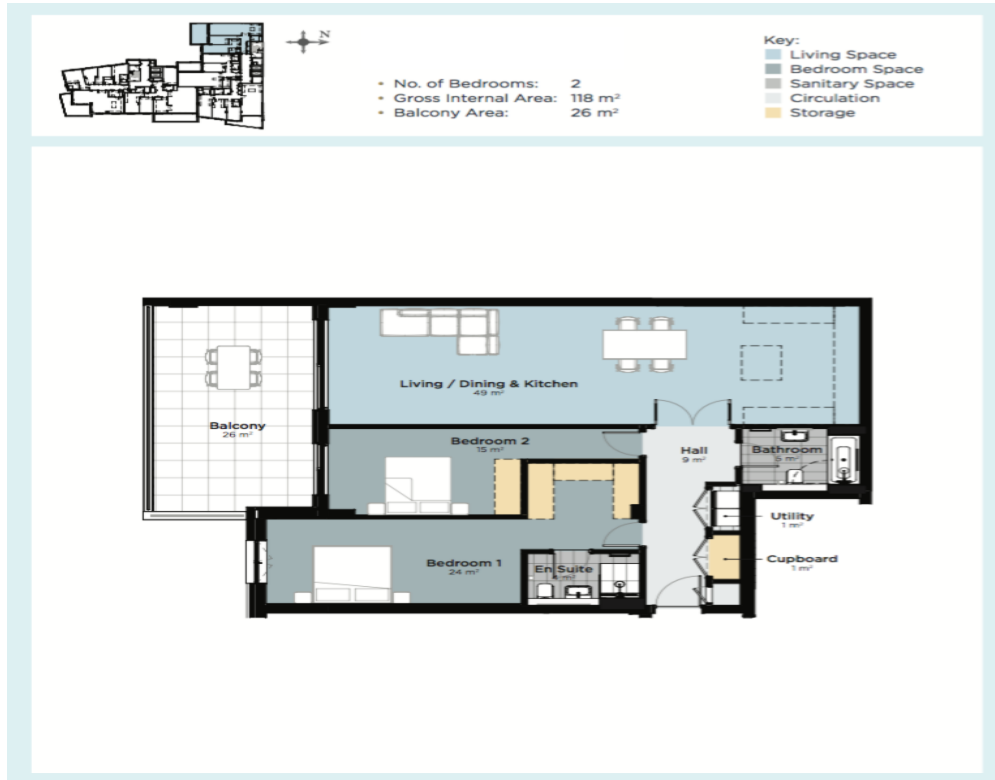 N
Key:
Living Space
Bedroom Space
Sanitary Space
Circulation
Storage
• No. of Bedrooms: 2
• Gross Internal Area: 118 m²
• Balcony Area: 26 m²
Living / Dining & Kitchen
49 m²
Balcony
26 m²
Bedroom 2
15 m²
Hall
9 m²
Bathroom
m²
Utility
1 m²
Cupboard
1 m²
Bedroom 1
24 m²
En Suite
m²